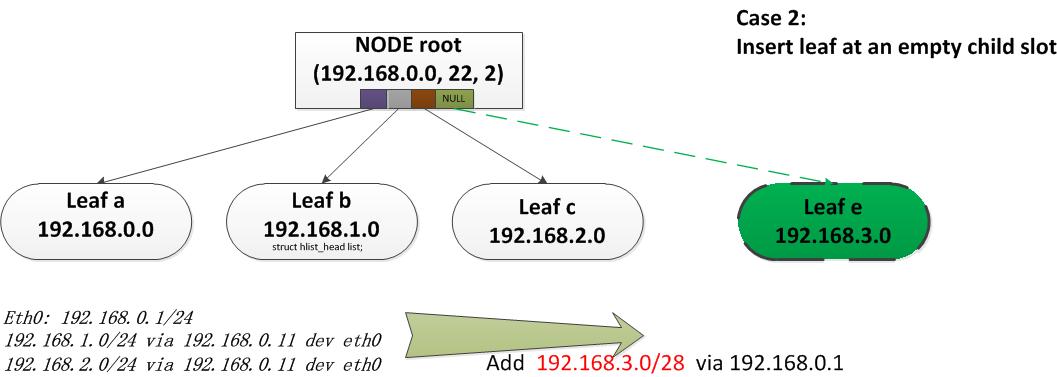 Case 2:
Insert leaf at an empty child slot
NODE root
(192.168.0.0, 22, 2)
NULL
Leaf a
192.168.0.0
Leaf b
192.168.1.0
struct hlist_head list;
Leaf c
192.168.2.0
Leaf e
192.168.3.0
Eth0: 192.168.0.1/24
192.168.1.0/24 via 192.168.0.11 dev eth0
192.168.2.0/24 via 192.168.0.11 dev eth0
Add 192.168.3.0/28 via 192.168.0.1